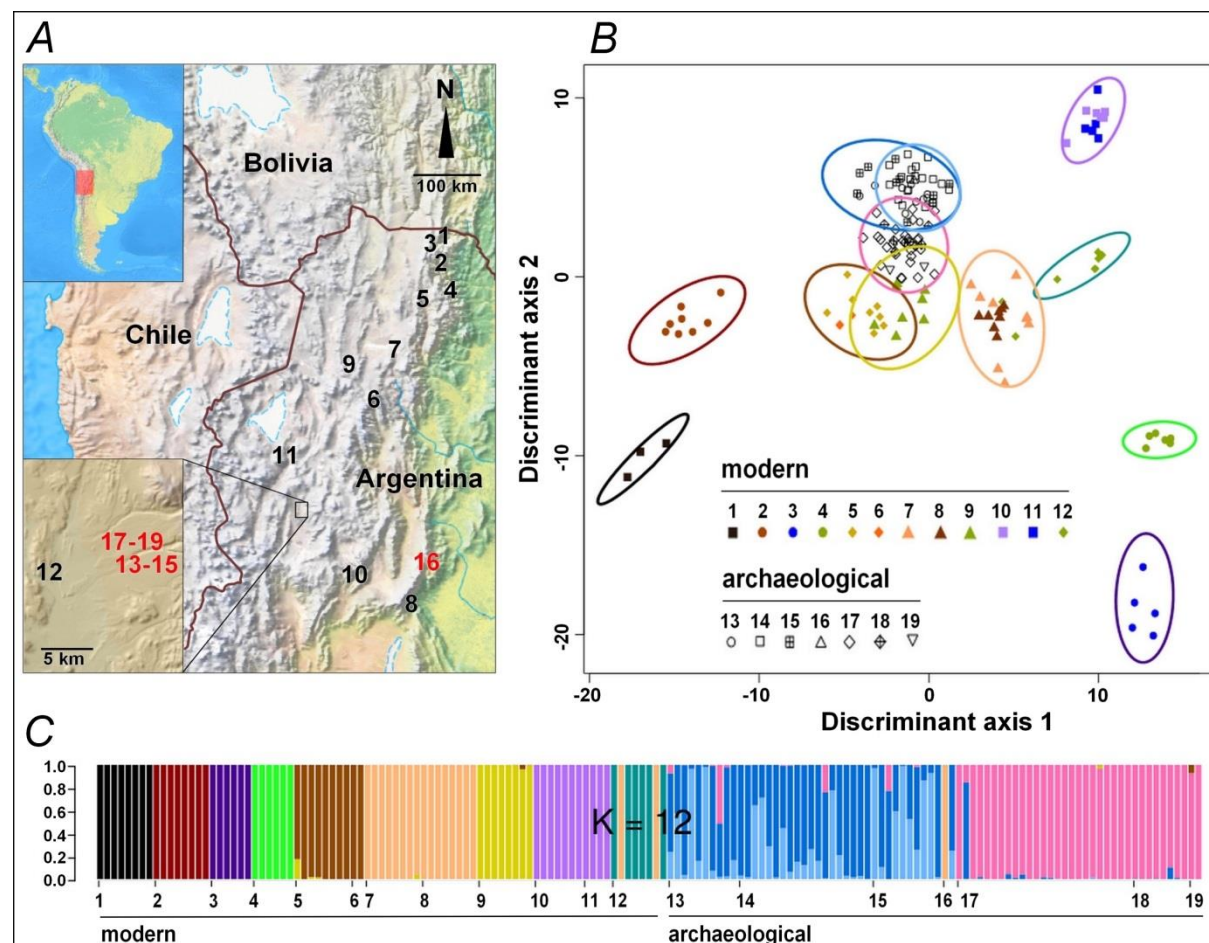 A
N
Bolivia
100 km
3 1
2
5 4
Chile
7
9
6
11
Argentina
17-19
13-15
12
16
10
8
5 km
B
10
0
-10
-20
Discriminant axis 2
modern
1 2 3 4 5 6 7 8 9 10 11 12
archaeological
13 14 15 16 17 18 19
-20 -10 0 10
Discriminant axis 1
C
1.0
0.8
0.6
0.4
0.2
0.0
K = 12
1 2 3 4 5 6 7 8 9 10 11 12 13 14 15 16 17 18 19
modern archaeological